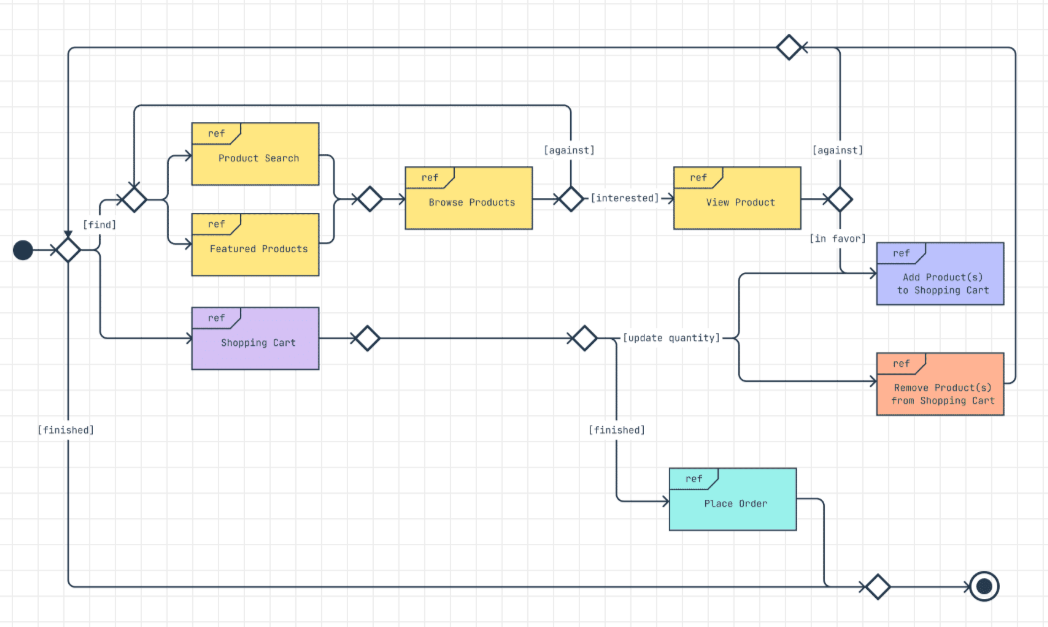 ref
Product Search
[against]
[against]
ref
Browse Products
[interested]
ref
View Product
[find]
ref
Featured Products
[in favor]
ref
Add Product(s)
to Shopping Cart
ref
Shopping Cart
[update quantity]
ref
Remove Product(s)
from Shopping Cart
[finished]
[finished]
ref
Place Order